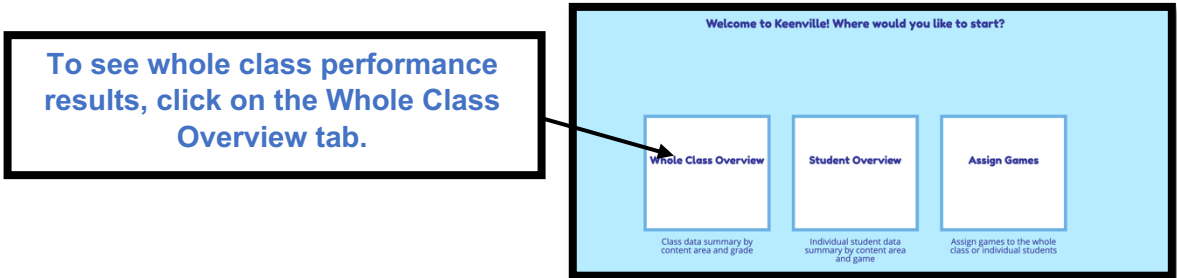 To see whole class performance
results, click on the Whole Class
Overview tab.
Welcome to Keenville! Where would you like to start?
Whole Class Overview
Student Overview
Assign Games
Class data summary by
content area and grade
Individual student data
summary by content area
and game
Assign games to the whole
class or individual students